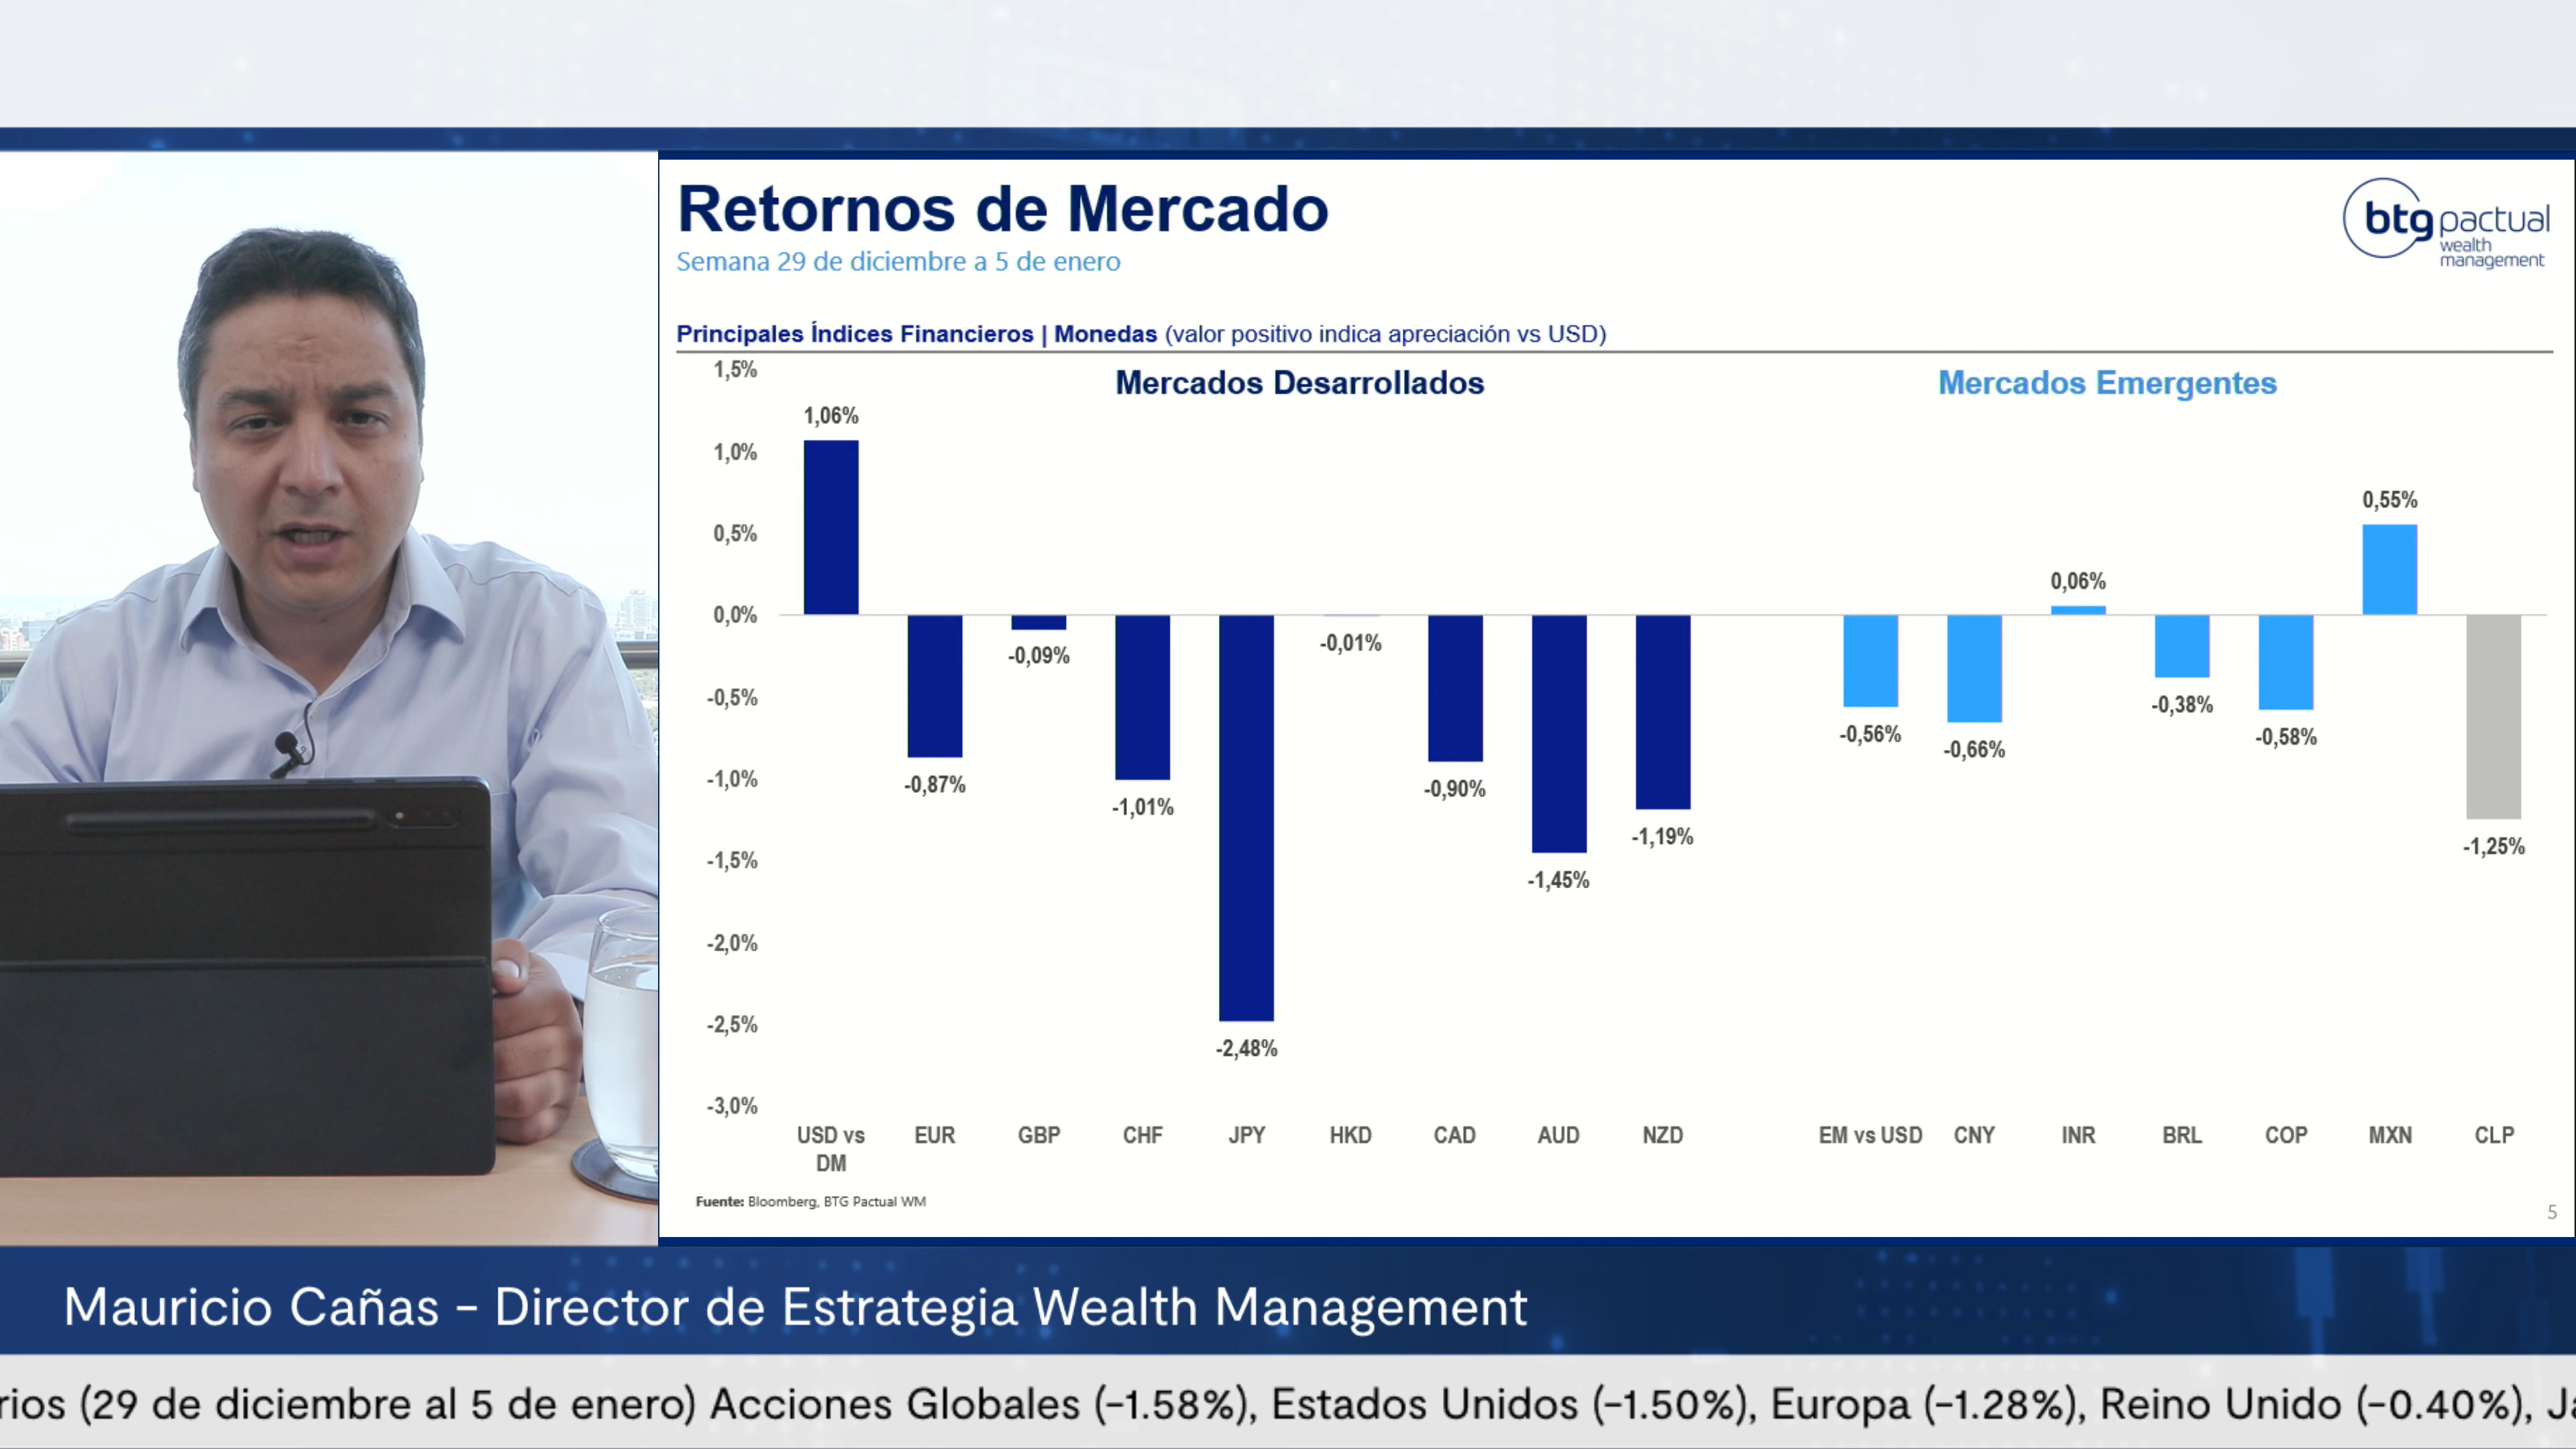 Retornos de Mercado
Semana 29 de diciembre a 5 de enero
btg pactual
wealth
management
Principales Índices Financieros | Monedas (valor positivo indica apreciación vs USD)
Mercados Desarrollados
Mercados Emergentes
1,5%
1,0%
0,5%
0,0%
-0,5%
-1,0%
-1,5%
-2,0%
-2,5%
-3,0%
1,06%
-0,87%
-0,09%
-1,01%
-2,48%
-0,01%
-0,90%
-1,45%
-1,19%
-0,56%
-0,66%
0,06%
-0,38%
-0,58%
0,55%
-1,25%
USD vs
DM
EUR
GBP
CHF
JPY
HKD
CAD
AUD
NZD
EM vs USD
CNY
INR
BRL
COP
MXN
CLP
Fuente: Bloomberg, BTG Pactual WM
5
Mauricio Cañas - Director de Estrategia Wealth Management
rios (29 de diciembre al 5 de enero) Acciones Globales (-1.58%), Estados Unidos (-1.50%), Europa (-1.28%), Reino Unido (-0.40%), Ja